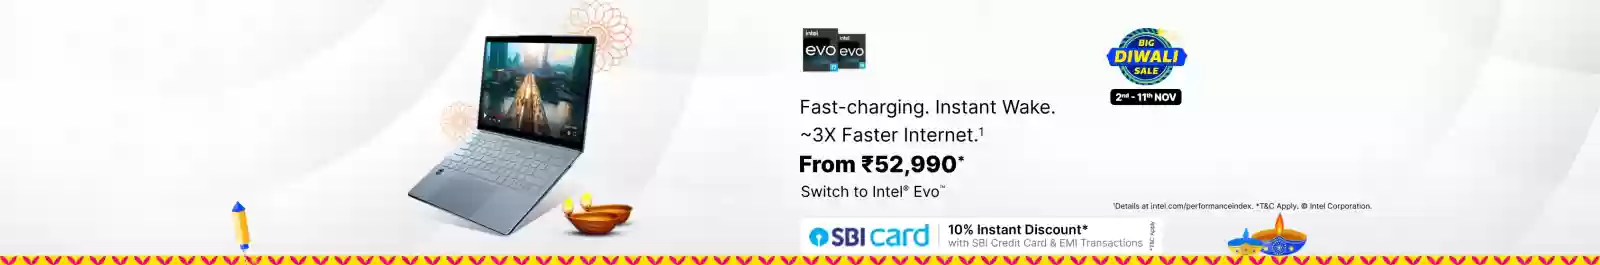 intel
evo
i7
intel
evo
Fast-charging. Instant Wake.
~3X Faster Internet.¹
From ₹52,990*
Switch to Intel® Evo™
BIG
DIWALI
SALE
2nd - 11th NOV
¹Details at intel.com/performanceindex. *T&C Apply. © Intel Corporation.
SBI card
10% Instant Discount*
with SBI Credit Card & EMI Transactions
*T&C Apply